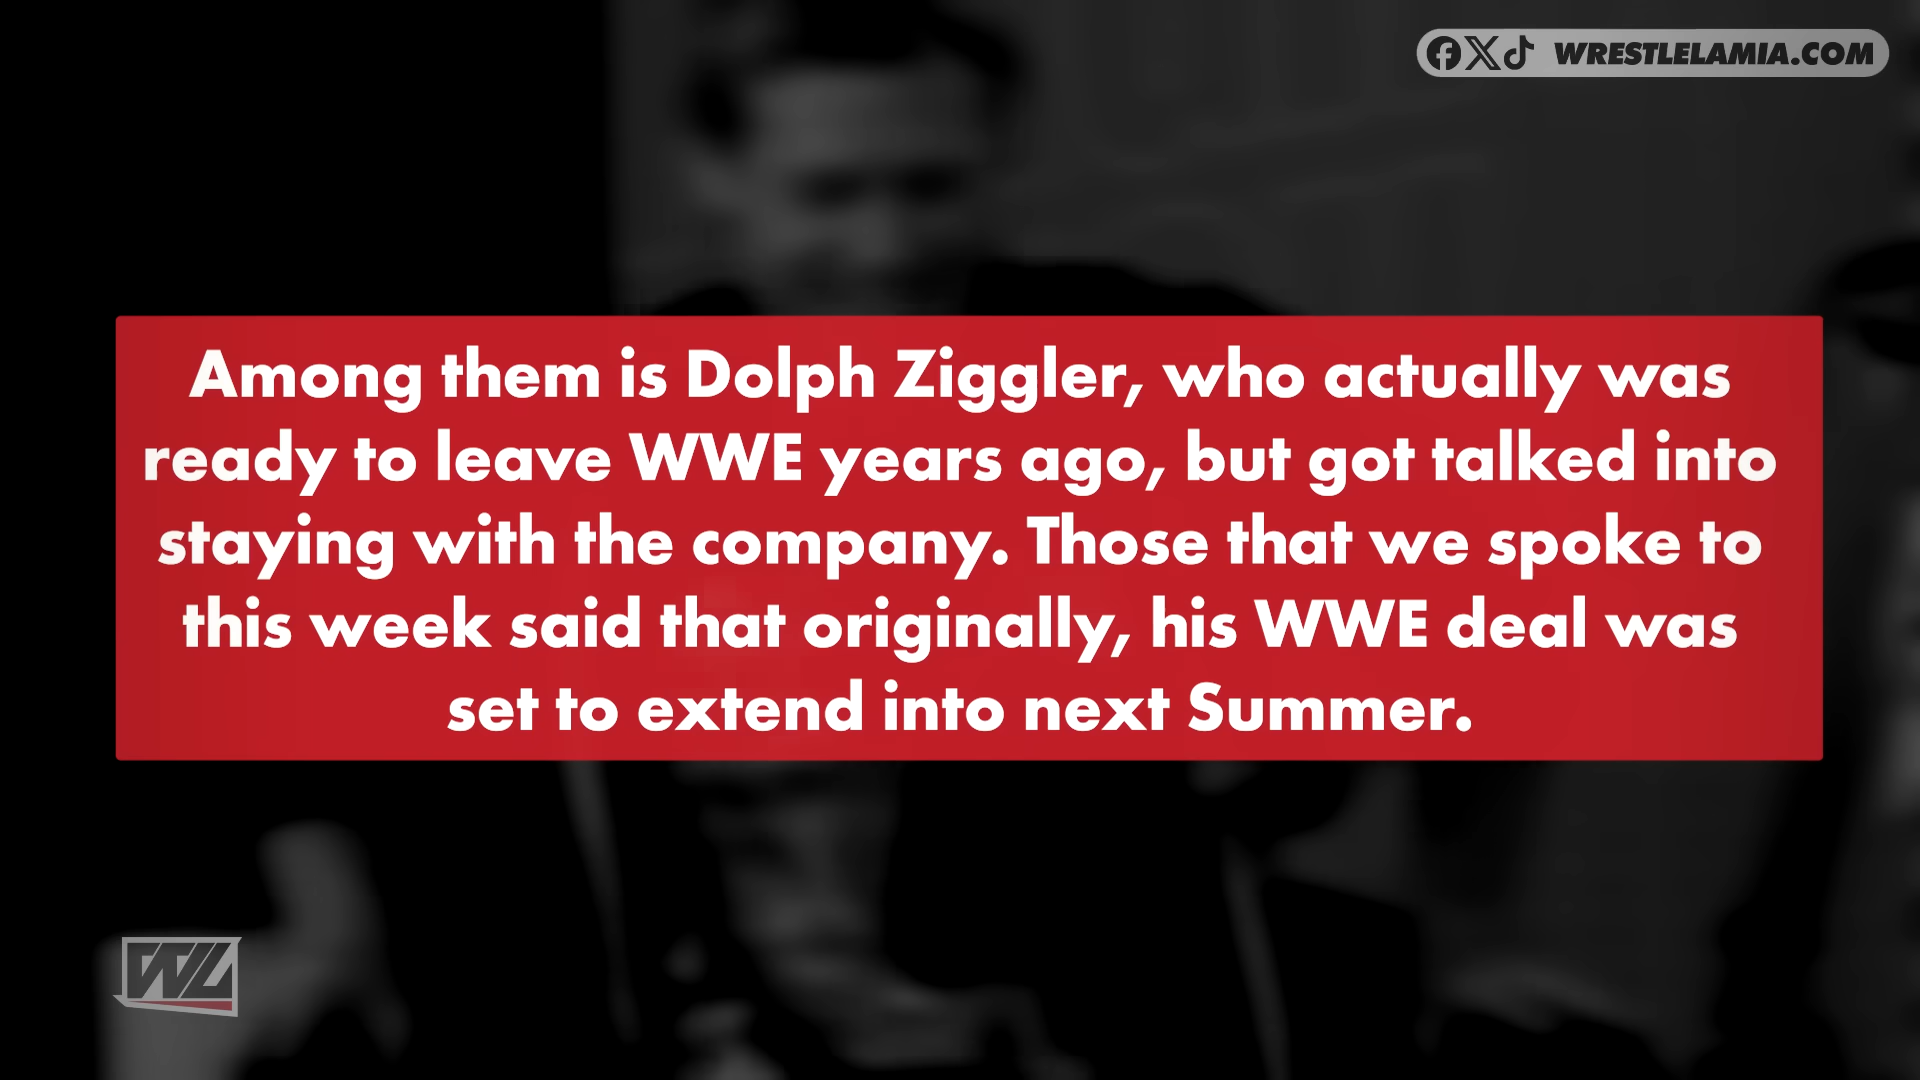 WRESTLELAMIA.COM
Among them is Dolph Ziggler, who actually was
ready to leave WWE years ago, but got talked into
staying with the company. Those that we spoke to
this week said that originally, his WWE deal was
set to extend into next Summer.
WL